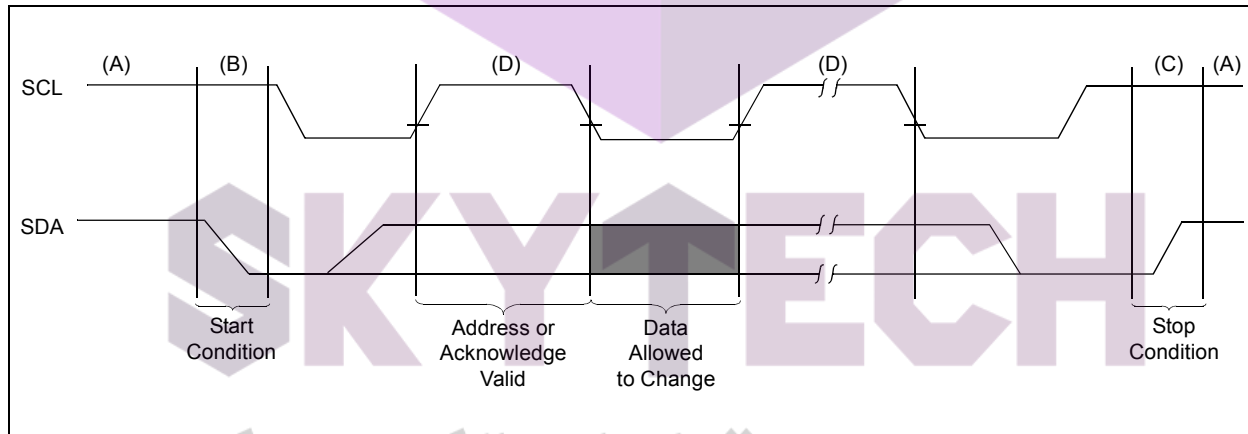 (A) (B) (D) (D) (C) (A)
SCL
SDA
SKYTECH
Start
Condition
Address or
Acknowledge
Valid
Data
Allowed
to Change
Stop
Condition